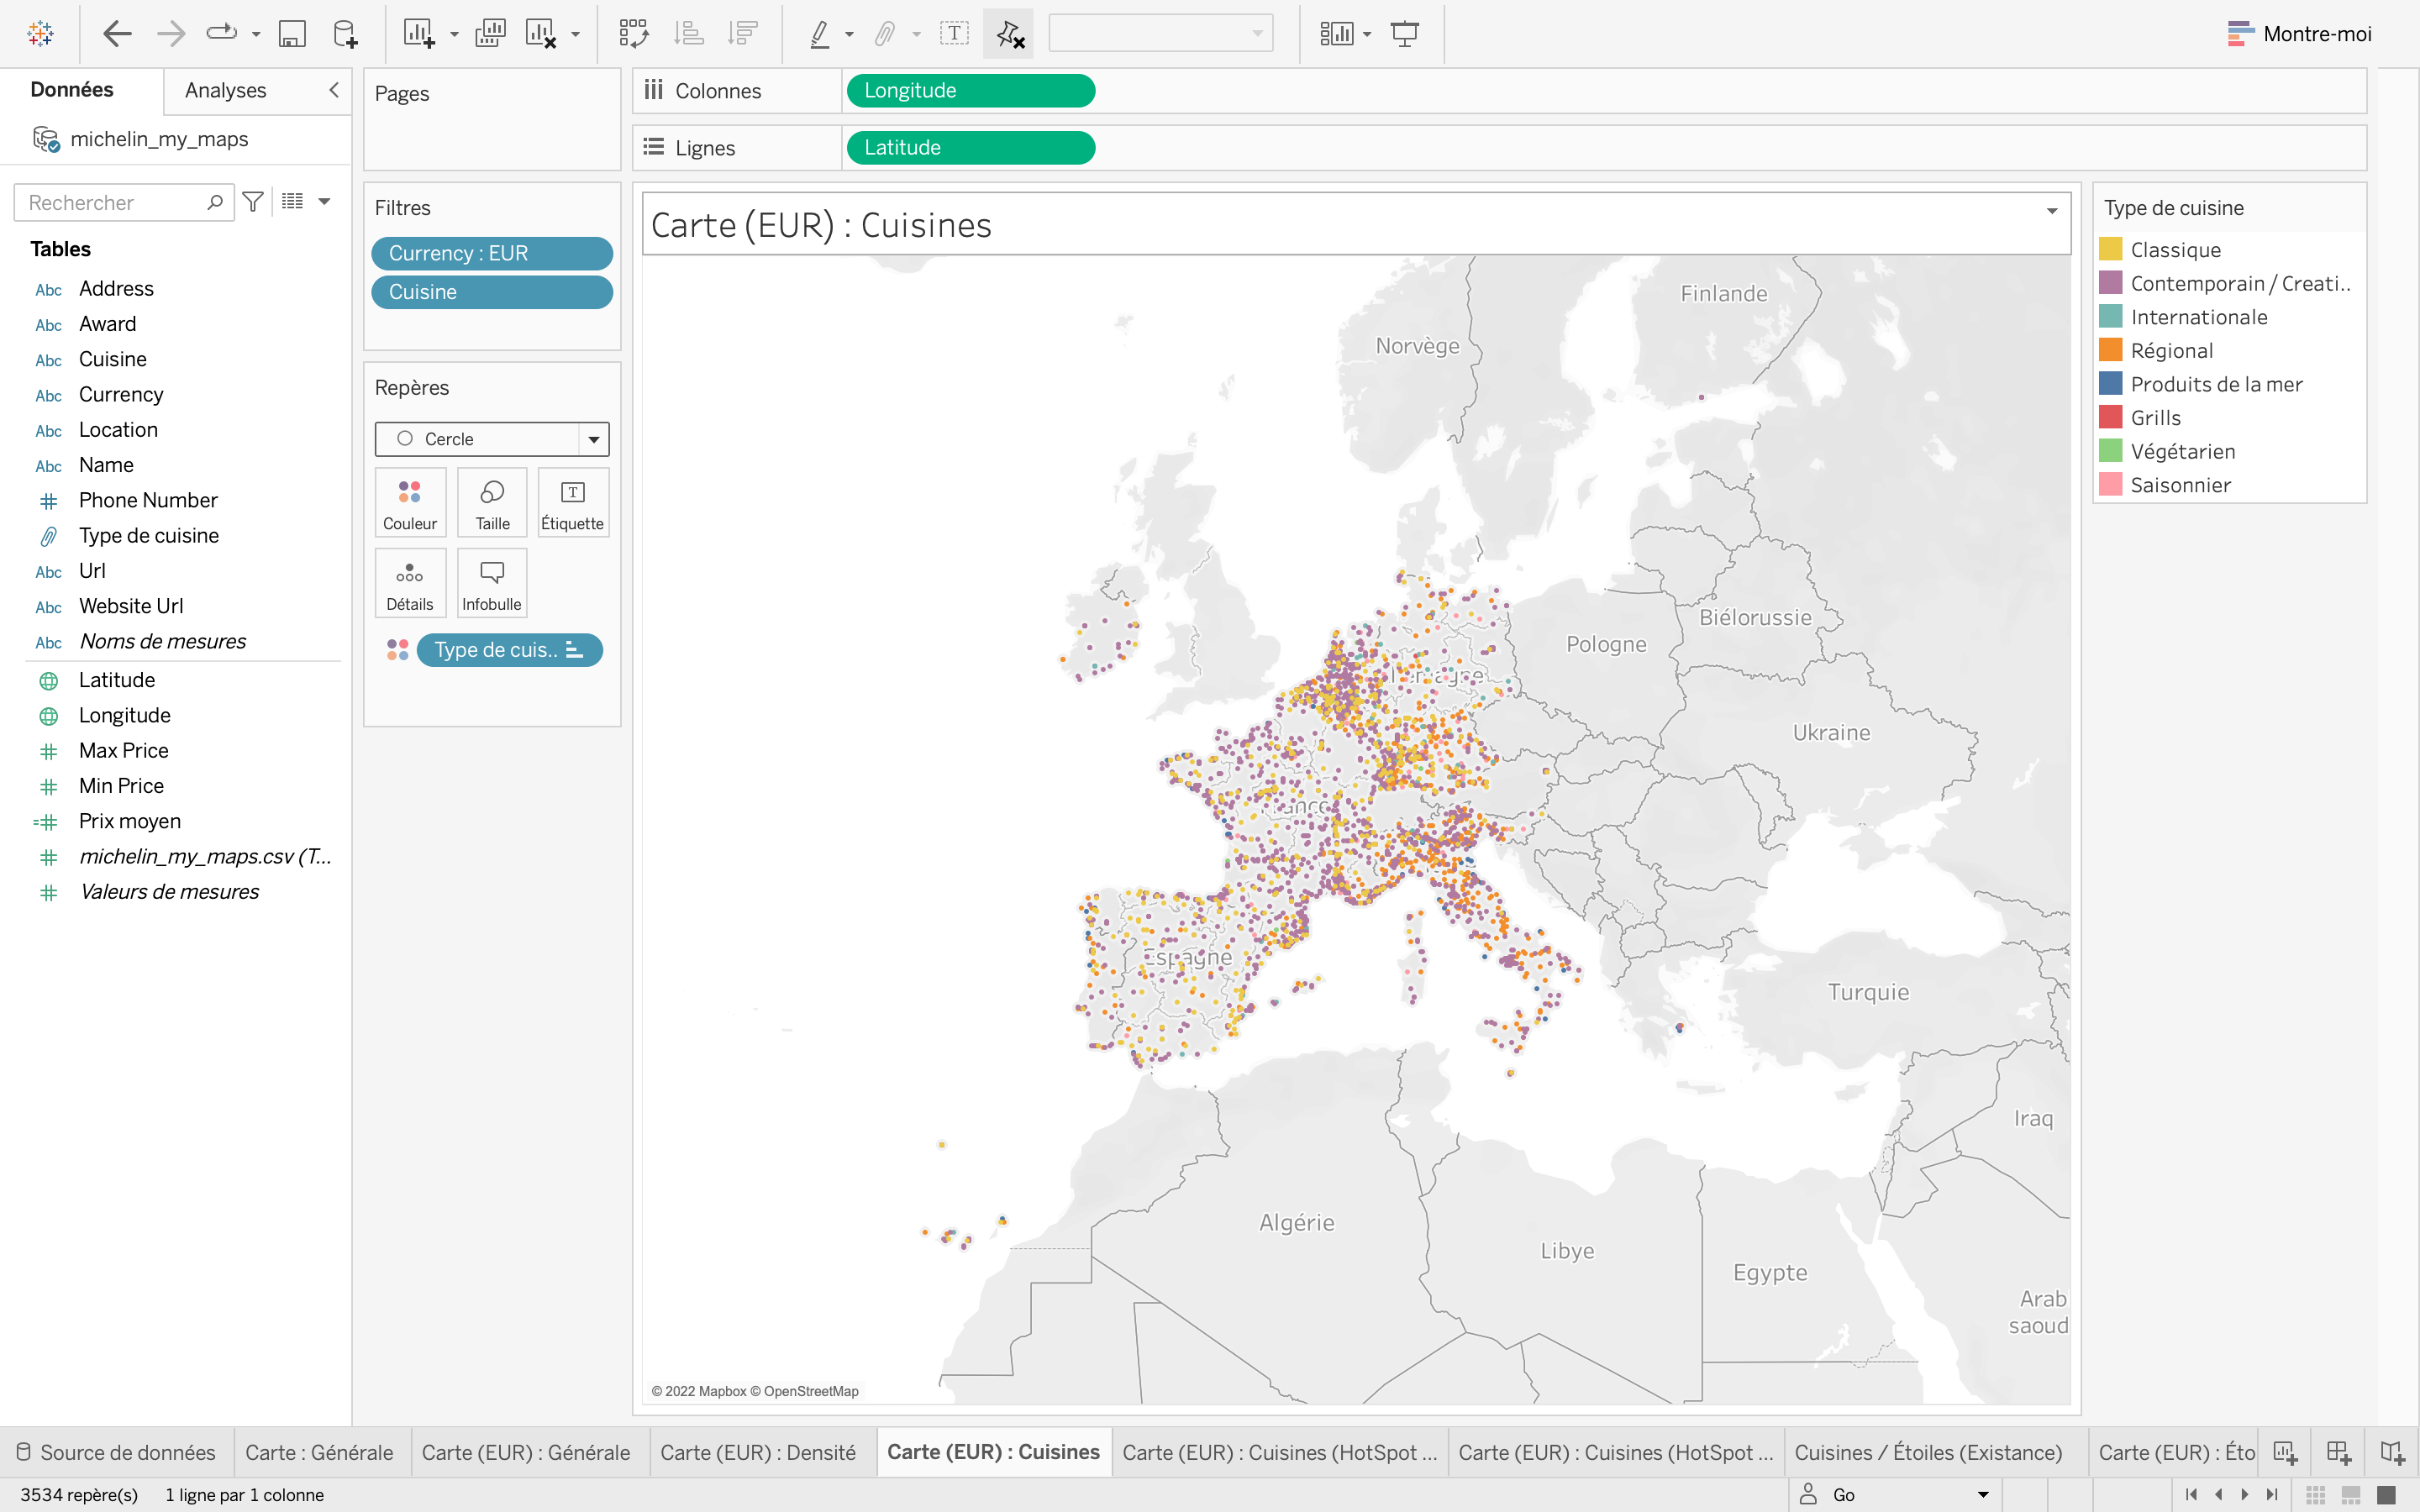 Montre-moi
Données
Analyses
michelin_my_maps
Rechercher
Tables
Abc Address
Abc Award
Abc Cuisine
Abc Currency
Abc Location
Abc Name
Phone Number
Type de cuisine
Abc Url
Abc Website Url
Abc Noms de mesures
Latitude
Longitude
Max Price
Min Price
Prix moyen
michelin_my_maps.csv (T...
Valeurs de mesures
Pages
Filtres
Currency : EUR
Cuisine
Repères
Cercle
Couleur
Taille
Étiquette
Détails
Infobulle
Type de cuis..
Colonnes
Longitude
Lignes
Latitude
Carte (EUR) : Cuisines
Finlande
Norvège
Biélorussie
Pologne
Ukraine
Espagne
Turquie
Iraq
Algérie
Libye
Egypte
Arab
saoud
© 2022 Mapbox © OpenStreetMap
Type de cuisine
Classique
Contemporain / Creati..
Internationale
Régional
Produits de la mer
Grills
Végétarien
Saisonnier
Source de données
Carte : Générale
Carte (EUR) : Générale
Carte (EUR) : Densité
Carte (EUR) : Cuisines
Carte (EUR) : Cuisines (HotSpot ...
Carte (EUR) : Cuisines (HotSpot ...
Cuisines / Étoiles (Existance)
Carte (EUR) : Éto
3534 repère(s)
1 ligne par 1 colonne
Go